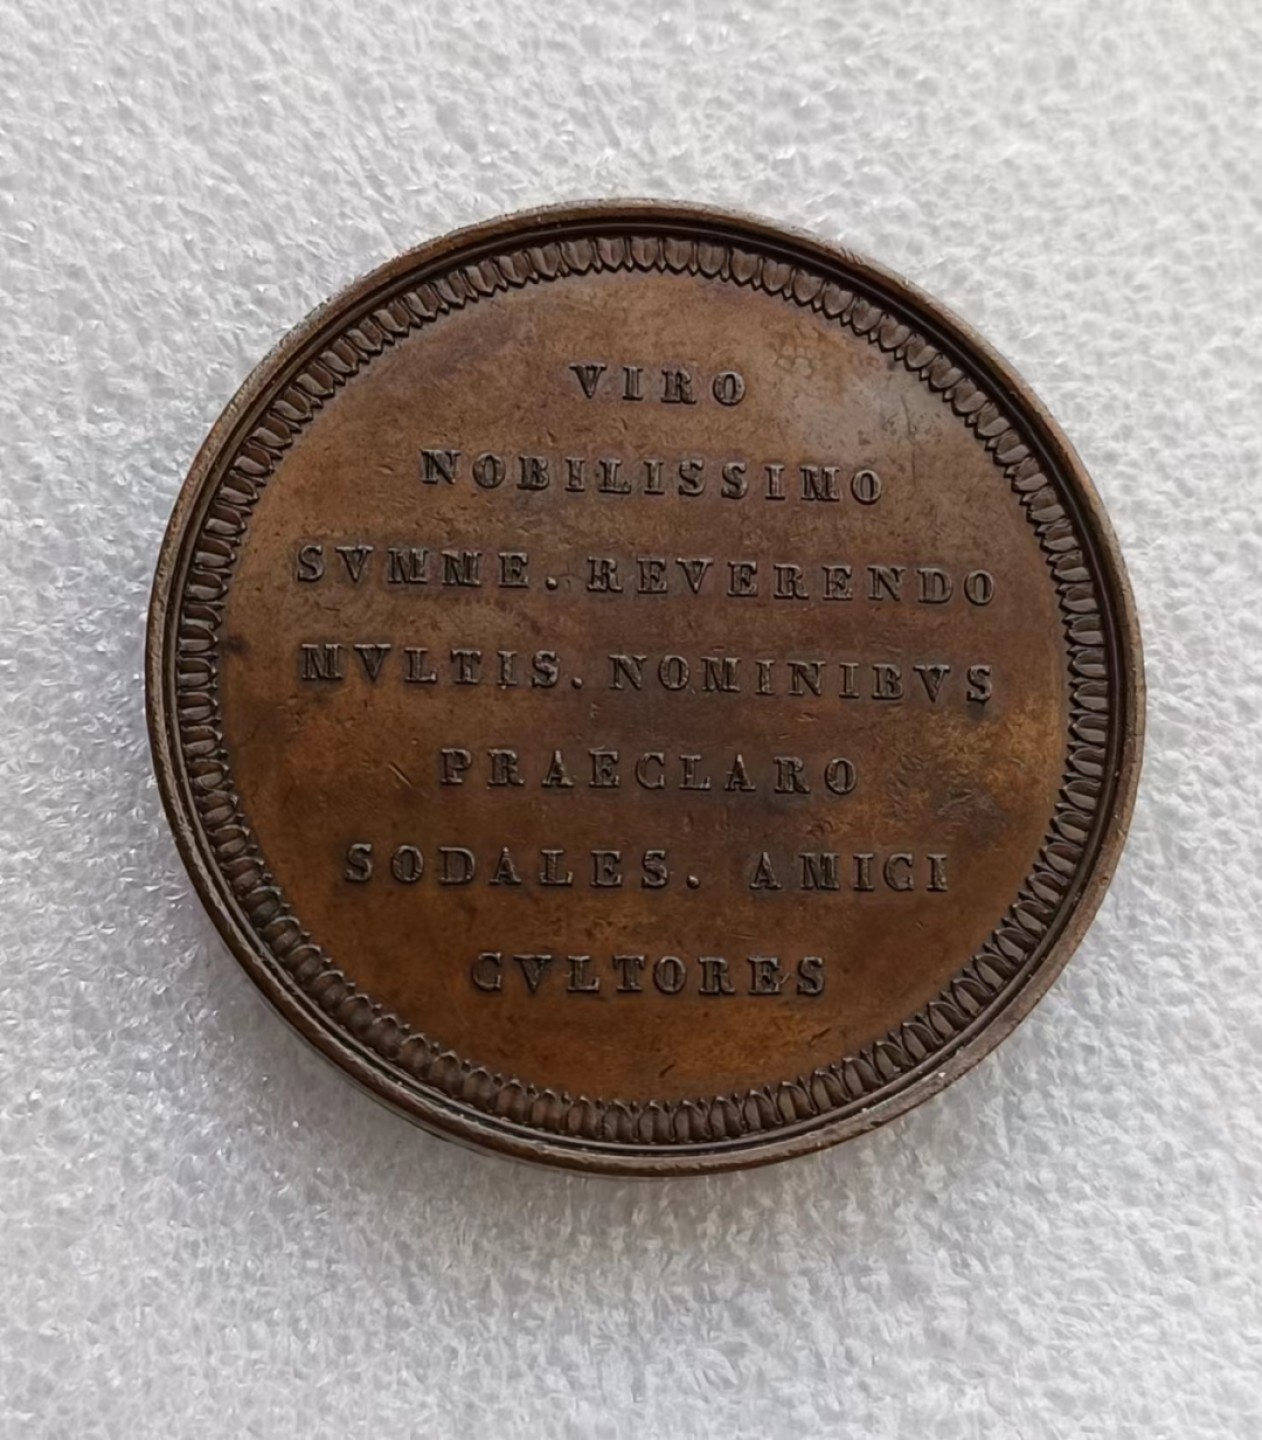 VIRO
NOBILISSIMO
SVMME. REVERENDO
MVLTIS. NOMINIBVS
PRAECLARO
SODALES. AMICI
CVLTORES